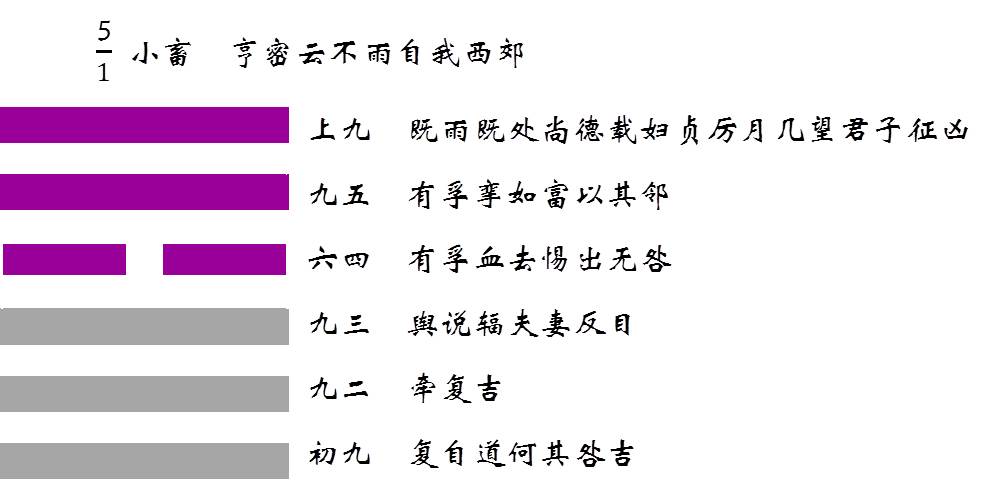 5/1 小畜 亨密云不雨自我西郊
上九 既雨既处尚德载妇贞厉月几望君子征凶
九五 有孚挛如富以其邻
六四 有孚血去惕出无咎
九三 舆说辐夫妻反目
九二 牵复吉
初九 复自道何其咎吉